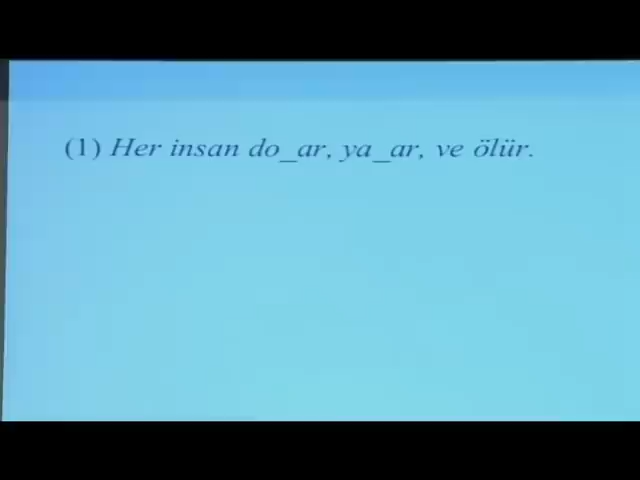 (1) Her insan do_ar, ya_ar, ve ölür.